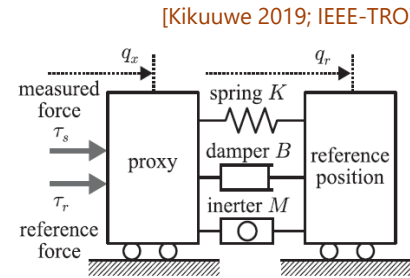 [Kikuuwe 2019; IEEE-TRO
q_x
q_r
measured
force
τ_s
τ_r
reference
force
proxy
spring K
damper B
inerter M
reference
position